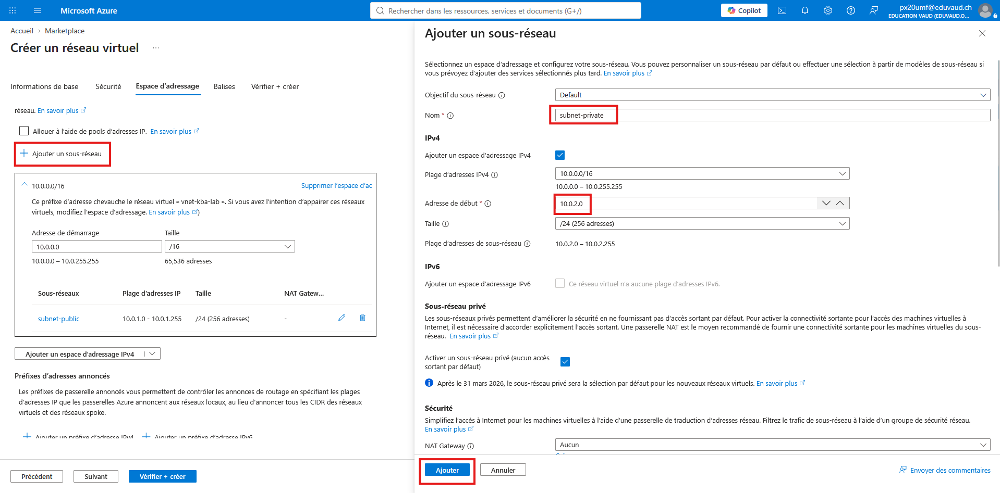 Microsoft Azure
Rechercher dans les ressources, services et documents (G+/)
Copilot
px20umf@eduvaud.ch
EDUCATION VAUD (EDUVAUD.O...
Accueil > Marketplace
Créer un réseau virtuel ...
Informations de base
Sécurité
Espace d'adressage
Balises
Vérifier + créer
réseau. En savoir plus
Allouer à l'aide de pools d'adresses IP. En savoir plus
Ajouter un sous-réseau
10.0.0.0/16
Supprimer l'espace d'ac
Ce préfixe d'adresse chevauche le réseau virtuel « vnet-kba-lab ». Si vous avez l'intention d'appairer ces réseaux
virtuels, modifiez l'espace d'adressage. En savoir plus)
Adresse de démarrage
Taille
10.0.0.0
/16
10.0.0.0 – 10.0.255.255
65,536 adresses
Sous-réseaux
Plage d'adresses IP
Taille
NAT Gatew...
subnet-public
10.0.1.0 - 10.0.1.255
/24 (256 adresses)
-
Ajouter un espace d'adressage IPv4 |
Préfixes d'adresses annoncés
Les préfixes de passerelle annoncés vous permettent de contrôler les annonces de routage en spécifiant les plages
d'adresses IP que les passerelles Azure annoncent aux réseaux locaux, au lieu d'annoncer tous les CIDR des réseaux
virtuels et des réseaux spoke.
Ajouter un préfixe d'adresse IPv4
Ajouter un préfixe d'adresse IPv6
Précédent
Suivant
Vérifier + créer
Ajouter un sous-réseau
Sélectionnez un espace d'adressage et configurez votre sous-réseau. Vous pouvez personnaliser un sous-réseau par défaut ou effectuer une sélection à partir de modèles de sous-réseau si
vous prévoyez d'ajouter des services sélectionnés plus tard. En savoir plus
Objectif du sous-réseau
Default
Nom *
subnet-private
IPv4
Ajouter un espace d'adressage IPv4
Plage d'adresses IPv4
10.0.0.0/16
10.0.0.0 – 10.0.255.255
Adresse de début *
10.0.2.0
Taille
/24 (256 adresses)
Plage d'adresses de sous-réseau
10.0.2.0 – 10.0.2.255
IPv6
Ajouter un espace d'adressage IPv6
Ce réseau virtuel n'a aucune plage d'adresses IPv6.
Sous-réseau privé
Les sous-réseaux privés permettent d'améliorer la sécurité en ne fournissant pas d'accès sortant par défaut. Pour activer la connectivité sortante pour l'accès des machines virtuelles à
Internet, il est nécessaire d'accorder explicitement l'accès sortant. Une passerelle NAT est le moyen recommandé de fournir une connectivité sortante pour les machines virtuelles du sous-
réseau. En savoir plus
Activer un sous-réseau privé (aucun accès
sortant par défaut)
Après le 31 mars 2026, le sous-réseau privé sera la sélection par défaut pour les nouveaux réseaux virtuels. En savoir plus
Sécurité
Simplifiez l'accès à Internet pour les machines virtuelles à l'aide d'une passerelle de traduction d'adresses réseau. Filtrez le trafic de sous-réseau à l'aide d'un groupe de sécurité réseau.
En savoir plus
NAT Gateway
Aucun
Ajouter
Annuler
Envoyer des commentaires